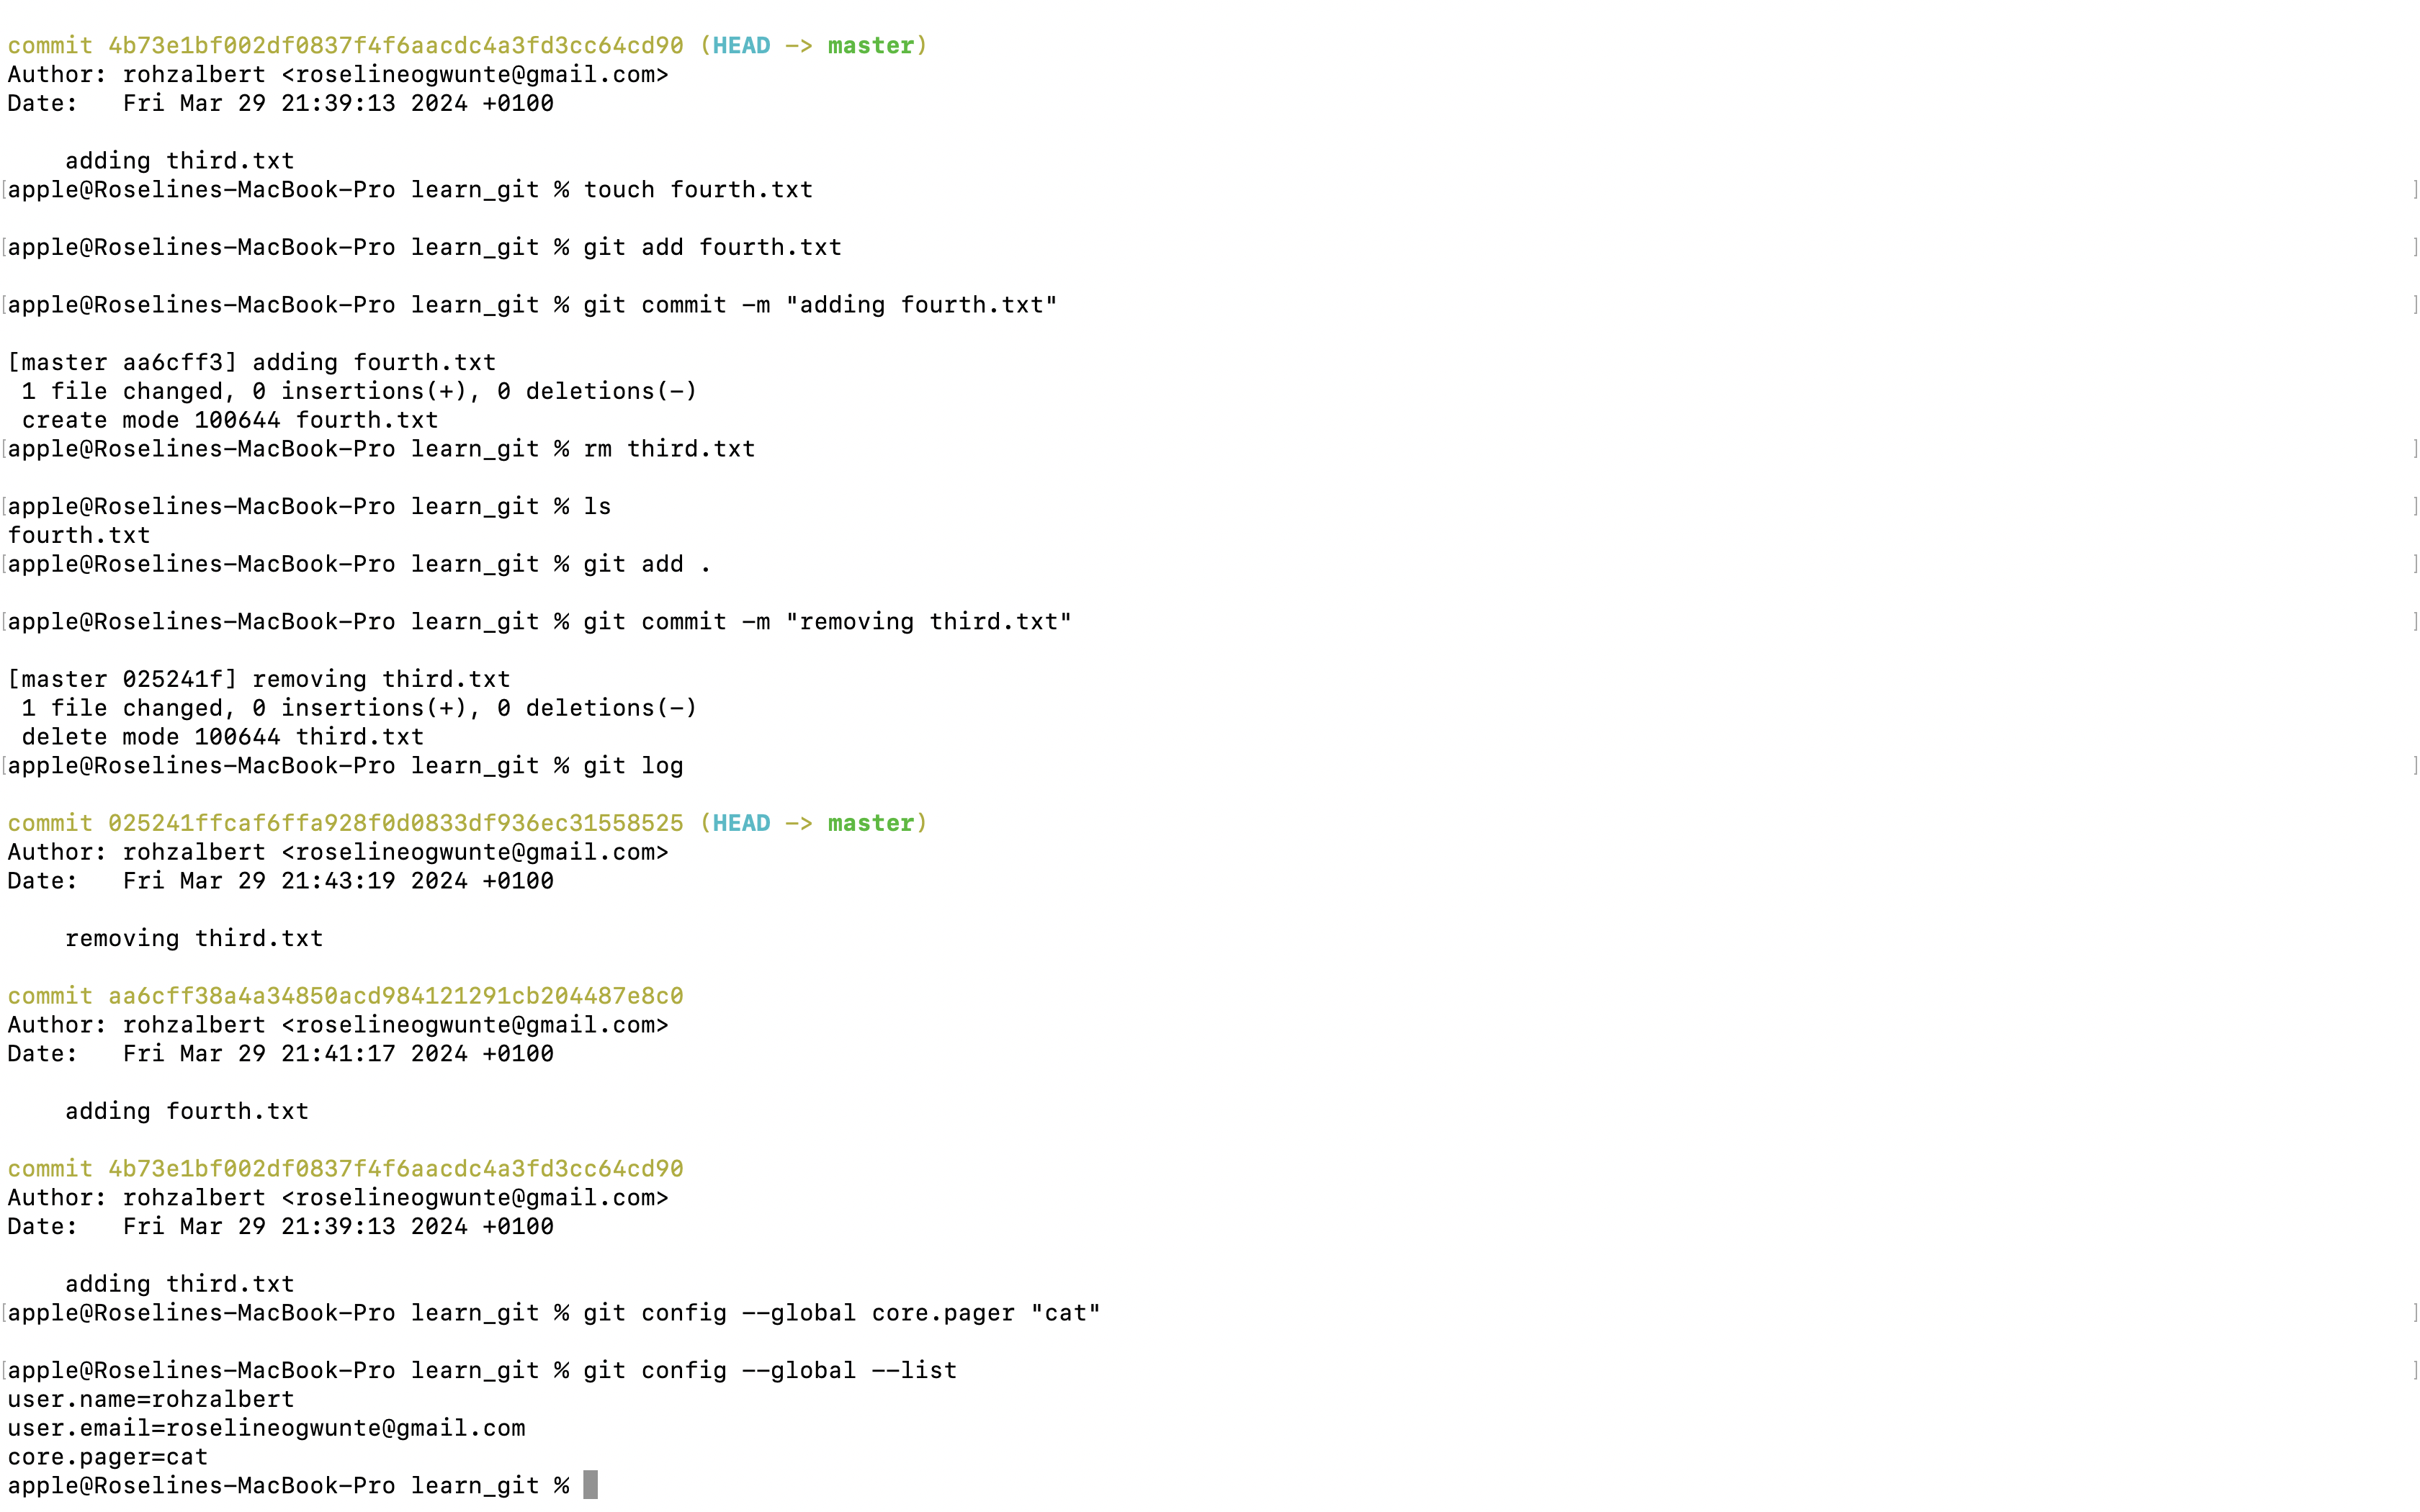 commit 4b73e1bf002df0837f4f6aacdc4a3fd3cc64cd90 (HEAD -> master)
Author: rohzalbert <roselineogwunte@gmail.com>
Date:   Fri Mar 29 21:39:13 2024 +0100

    adding third.txt
[apple@Roselines-MacBook-Pro learn_git % touch fourth.txt ]

[apple@Roselines-MacBook-Pro learn_git % git add fourth.txt ]

[apple@Roselines-MacBook-Pro learn_git % git commit -m "adding fourth.txt" ]

[master aa6cff3] adding fourth.txt
 1 file changed, 0 insertions(+), 0 deletions(-)
 create mode 100644 fourth.txt
[apple@Roselines-MacBook-Pro learn_git % rm third.txt ]

[apple@Roselines-MacBook-Pro learn_git % ls ]
fourth.txt
[apple@Roselines-MacBook-Pro learn_git % git add . ]

[apple@Roselines-MacBook-Pro learn_git % git commit -m "removing third.txt" ]

[master 025241f] removing third.txt
 1 file changed, 0 insertions(+), 0 deletions(-)
 delete mode 100644 third.txt
[apple@Roselines-MacBook-Pro learn_git % git log ]

commit 025241ffcaf6ffa928f0d0833df936ec31558525 (HEAD -> master)
Author: rohzalbert <roselineogwunte@gmail.com>
Date:   Fri Mar 29 21:43:19 2024 +0100

    removing third.txt

commit aa6cff38a4a34850acd984121291cb204487e8c0
Author: rohzalbert <roselineogwunte@gmail.com>
Date:   Fri Mar 29 21:41:17 2024 +0100

    adding fourth.txt

commit 4b73e1bf002df0837f4f6aacdc4a3fd3cc64cd90
Author: rohzalbert <roselineogwunte@gmail.com>
Date:   Fri Mar 29 21:39:13 2024 +0100

    adding third.txt
[apple@Roselines-MacBook-Pro learn_git % git config --global core.pager "cat" ]

[apple@Roselines-MacBook-Pro learn_git % git config --global --list ]
user.name=rohzalbert
user.email=roselineogwunte@gmail.com
core.pager=cat
apple@Roselines-MacBook-Pro learn_git %